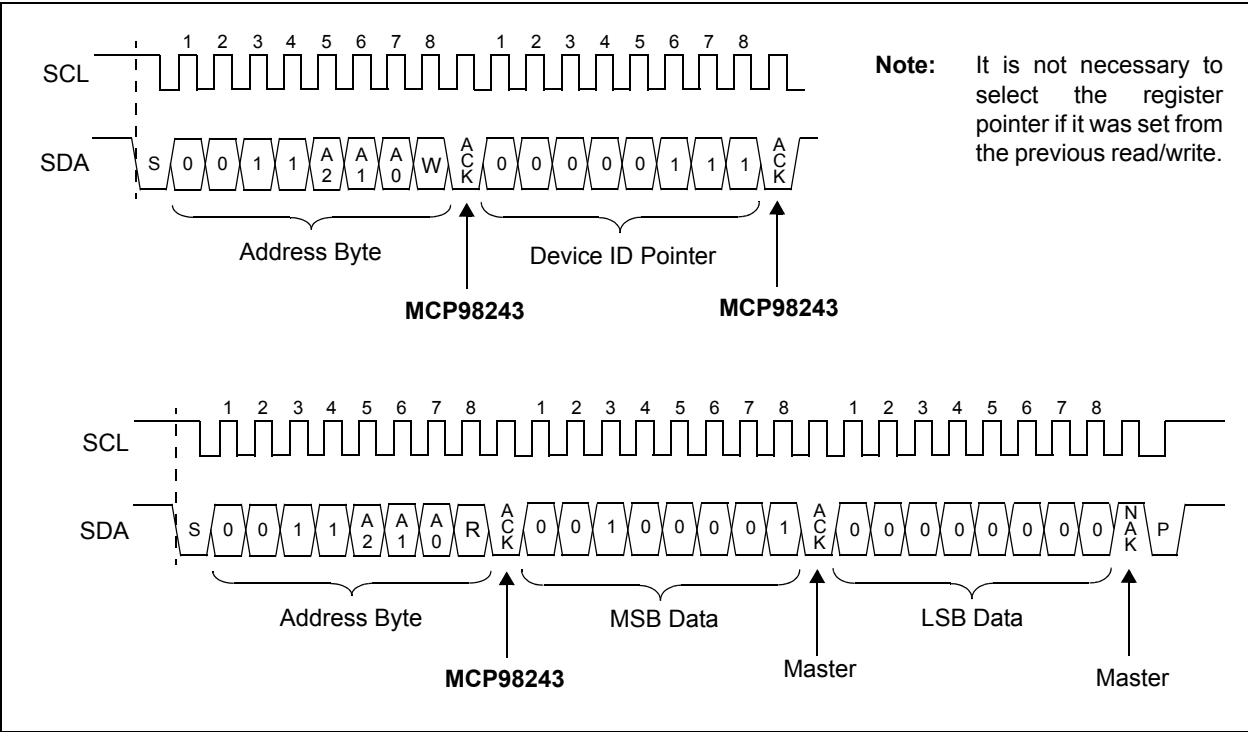 1 2 3 4 5 6 7 8 1 2 3 4 5 6 7 8
SCL
SDA
S 0 0 1 1 A2 A1 A0 W ACK 0 0 0 0 0 1 1 1 ACK
Address Byte Device ID Pointer
MCP98243 MCP98243
Note: It is not necessary to
select the register
pointer if it was set from
the previous read/write.
1 2 3 4 5 6 7 8 1 2 3 4 5 6 7 8 1 2 3 4 5 6 7 8
SCL
SDA
S 0 0 1 1 A2 A1 A0 R ACK 0 0 1 0 0 0 0 1 ACK 0 0 0 0 0 0 0 0 NAK P
Address Byte MSB Data LSB Data
MCP98243 Master Master